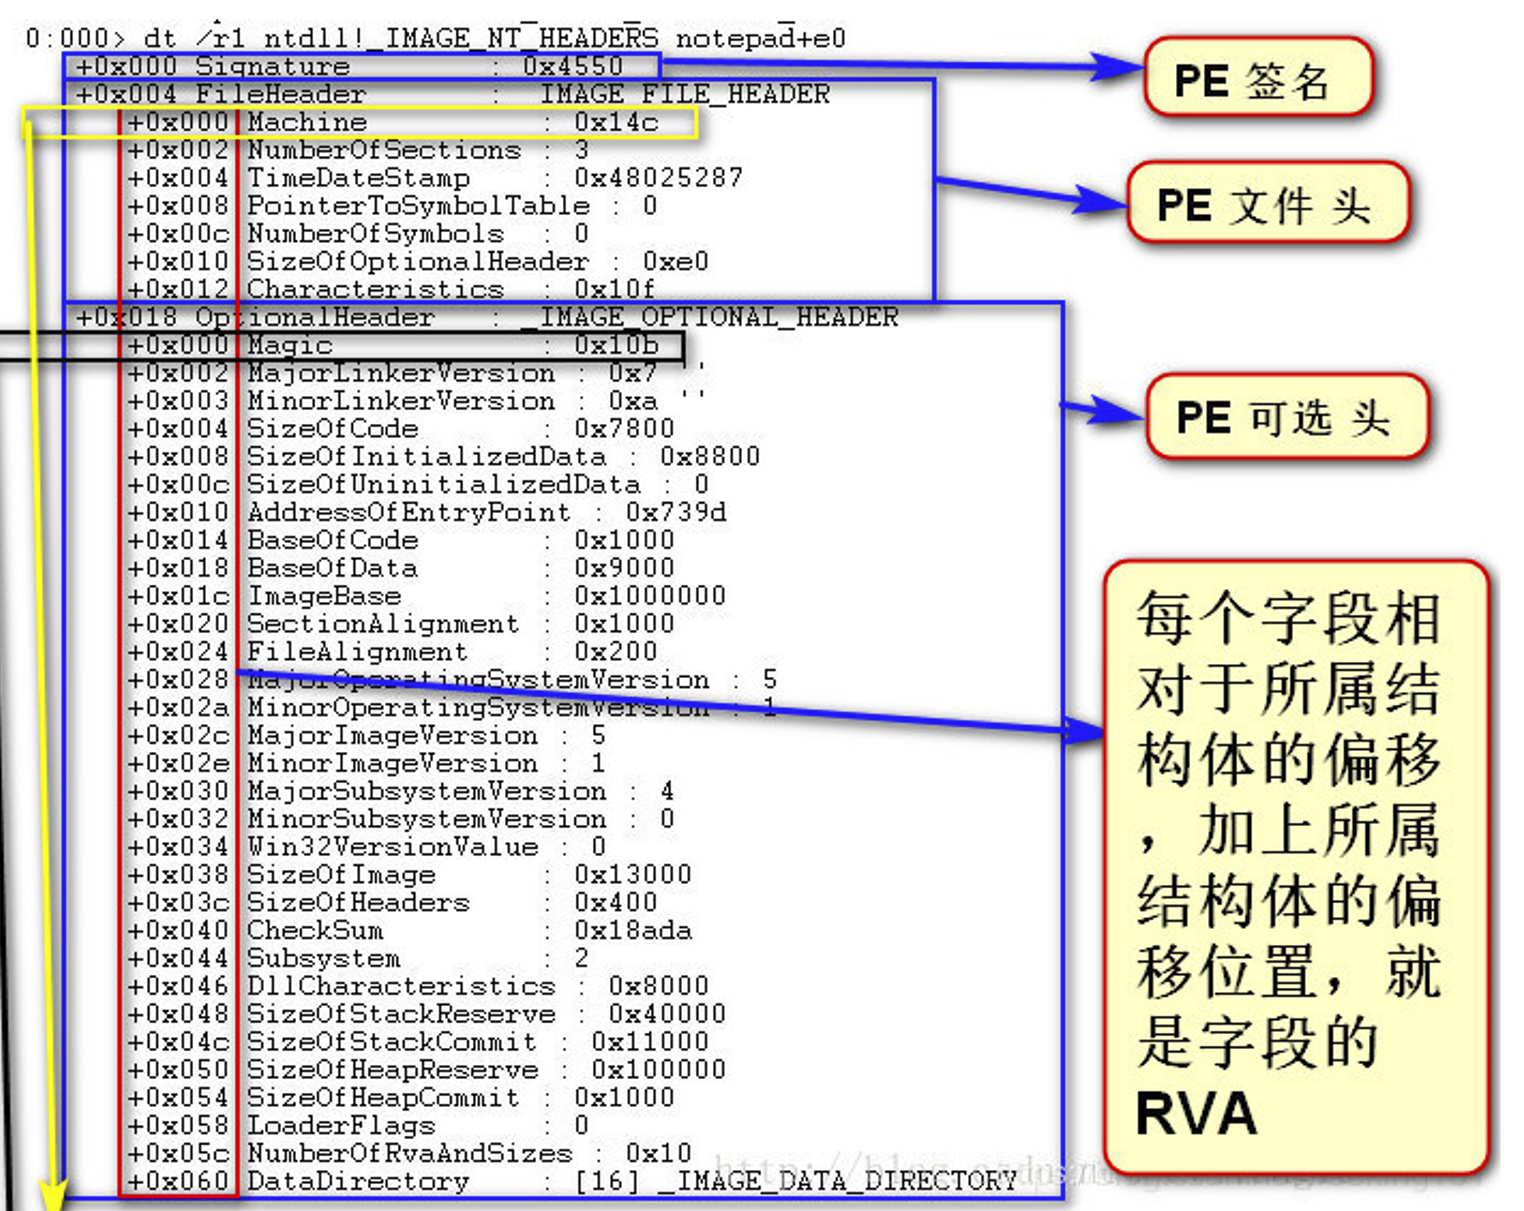 0:000> dt /r1 ntdll!_IMAGE_NT_HEADERS notepad+e0
+0x000 Signature : 0x4550
+0x004 FileHeader : _IMAGE_FILE_HEADER
+0x000 Machine : 0x14c
+0x002 NumberOfSections : 3
+0x004 TimeDateStamp : 0x48025287
+0x008 PointerToSymbolTable : 0
+0x00c NumberOfSymbols : 0
+0x010 SizeOfOptionalHeader : 0xe0
+0x012 Characteristics : 0x10f
+0x018 OptionalHeader : _IMAGE_OPTIONAL_HEADER
+0x000 Magic : 0x10b
+0x002 MajorLinkerVersion : 0x7 ''
+0x003 MinorLinkerVersion : 0xa ''
+0x004 SizeOfCode : 0x7800
+0x008 SizeOfInitializedData : 0x8800
+0x00c SizeOfUninitializedData : 0
+0x010 AddressOfEntryPoint : 0x739d
+0x014 BaseOfCode : 0x1000
+0x018 BaseOfData : 0x9000
+0x01c ImageBase : 0x1000000
+0x020 SectionAlignment : 0x1000
+0x024 FileAlignment : 0x200
+0x028 MajorOperatingSystemVersion : 5
+0x02a MinorOperatingSystemVersion : 1
+0x02c MajorImageVersion : 5
+0x02e MinorImageVersion : 1
+0x030 MajorSubsystemVersion : 4
+0x032 MinorSubsystemVersion : 0
+0x034 Win32VersionValue : 0
+0x038 SizeOfImage : 0x13000
+0x03c SizeOfHeaders : 0x400
+0x040 CheckSum : 0x18ada
+0x044 Subsystem : 2
+0x046 DllCharacteristics : 0x8000
+0x048 SizeOfStackReserve : 0x40000
+0x04c SizeOfStackCommit : 0x11000
+0x050 SizeOfHeapReserve : 0x100000
+0x054 SizeOfHeapCommit : 0x1000
+0x058 LoaderFlags : 0
+0x05c NumberOfRvaAndSizes : 0x10
+0x060 DataDirectory : [16] _IMAGE_DATA_DIRECTORY
PE 签名
PE 文件 头
PE 可选 头
每个字段相
对于所属结
构体的偏移
，加上所属
结构体的偏
移位置，就
是字段的
RVA